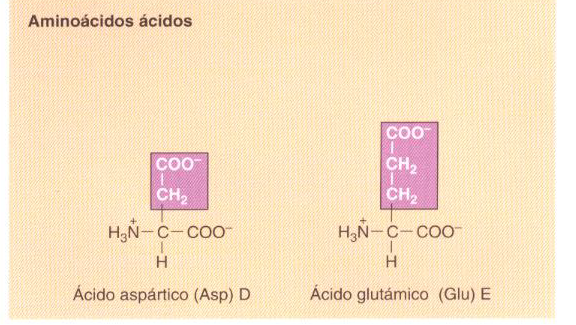 Aminoácidos ácidos
COO⁻ COO⁻
CH₂ CH₂
CH₂
H₃N⁺–C–COO⁻ H₃N⁺–C–COO⁻
H H
Ácido aspártico (Asp) D Ácido glutámico (Glu) E